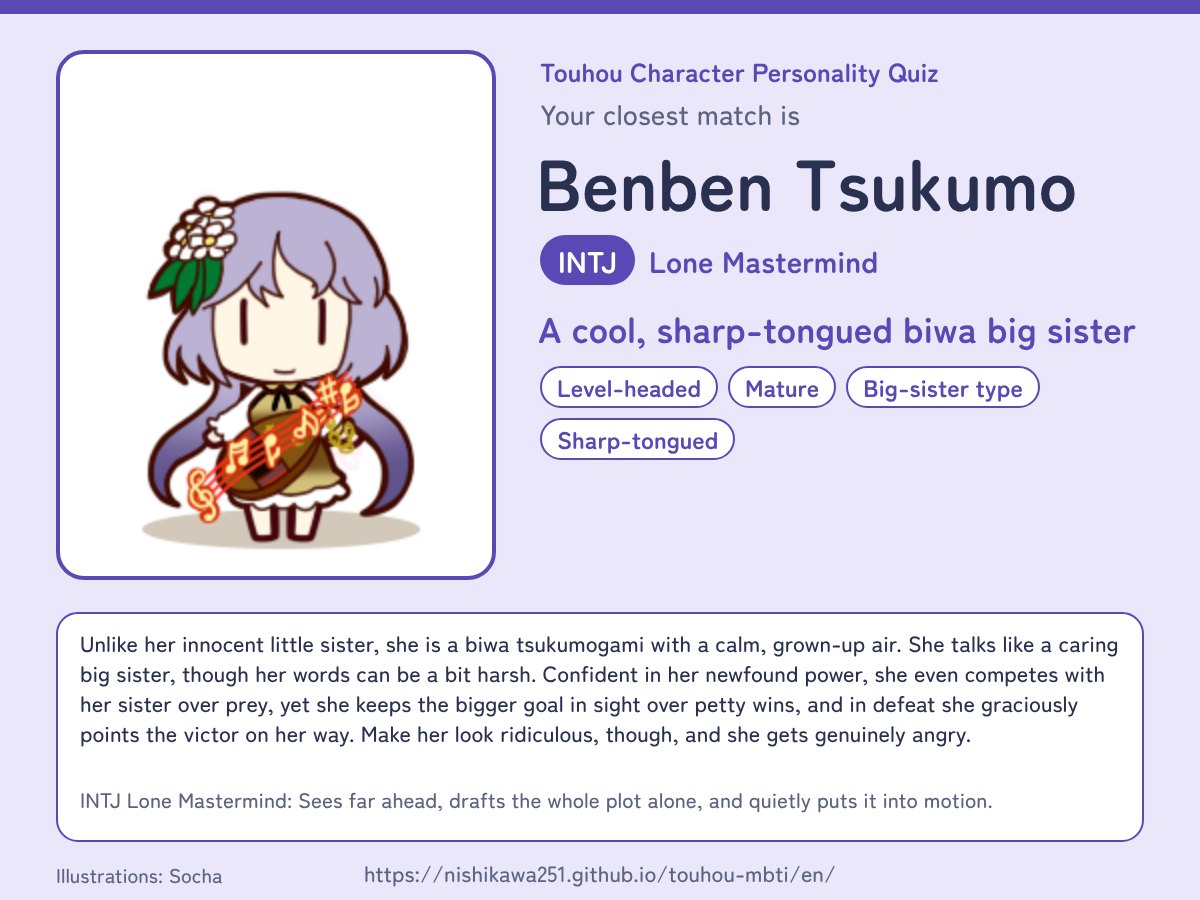 Touhou Character Personality Quiz
Your closest match is
Benben Tsukumo
INTJ Lone Mastermind
A cool, sharp-tongued biwa big sister
Level-headed Mature Big-sister type
Sharp-tongued
Unlike her innocent little sister, she is a biwa tsukumogami with a calm, grown-up air. She talks like a caring
big sister, though her words can be a bit harsh. Confident in her newfound power, she even competes with
her sister over prey, yet she keeps the bigger goal in sight over petty wins, and in defeat she graciously
points the victor on her way. Make her look ridiculous, though, and she gets genuinely angry.
INTJ Lone Mastermind: Sees far ahead, drafts the whole plot alone, and quietly puts it into motion.
Illustrations: Socha https://nishikawa251.github.io/touhou-mbti/en/